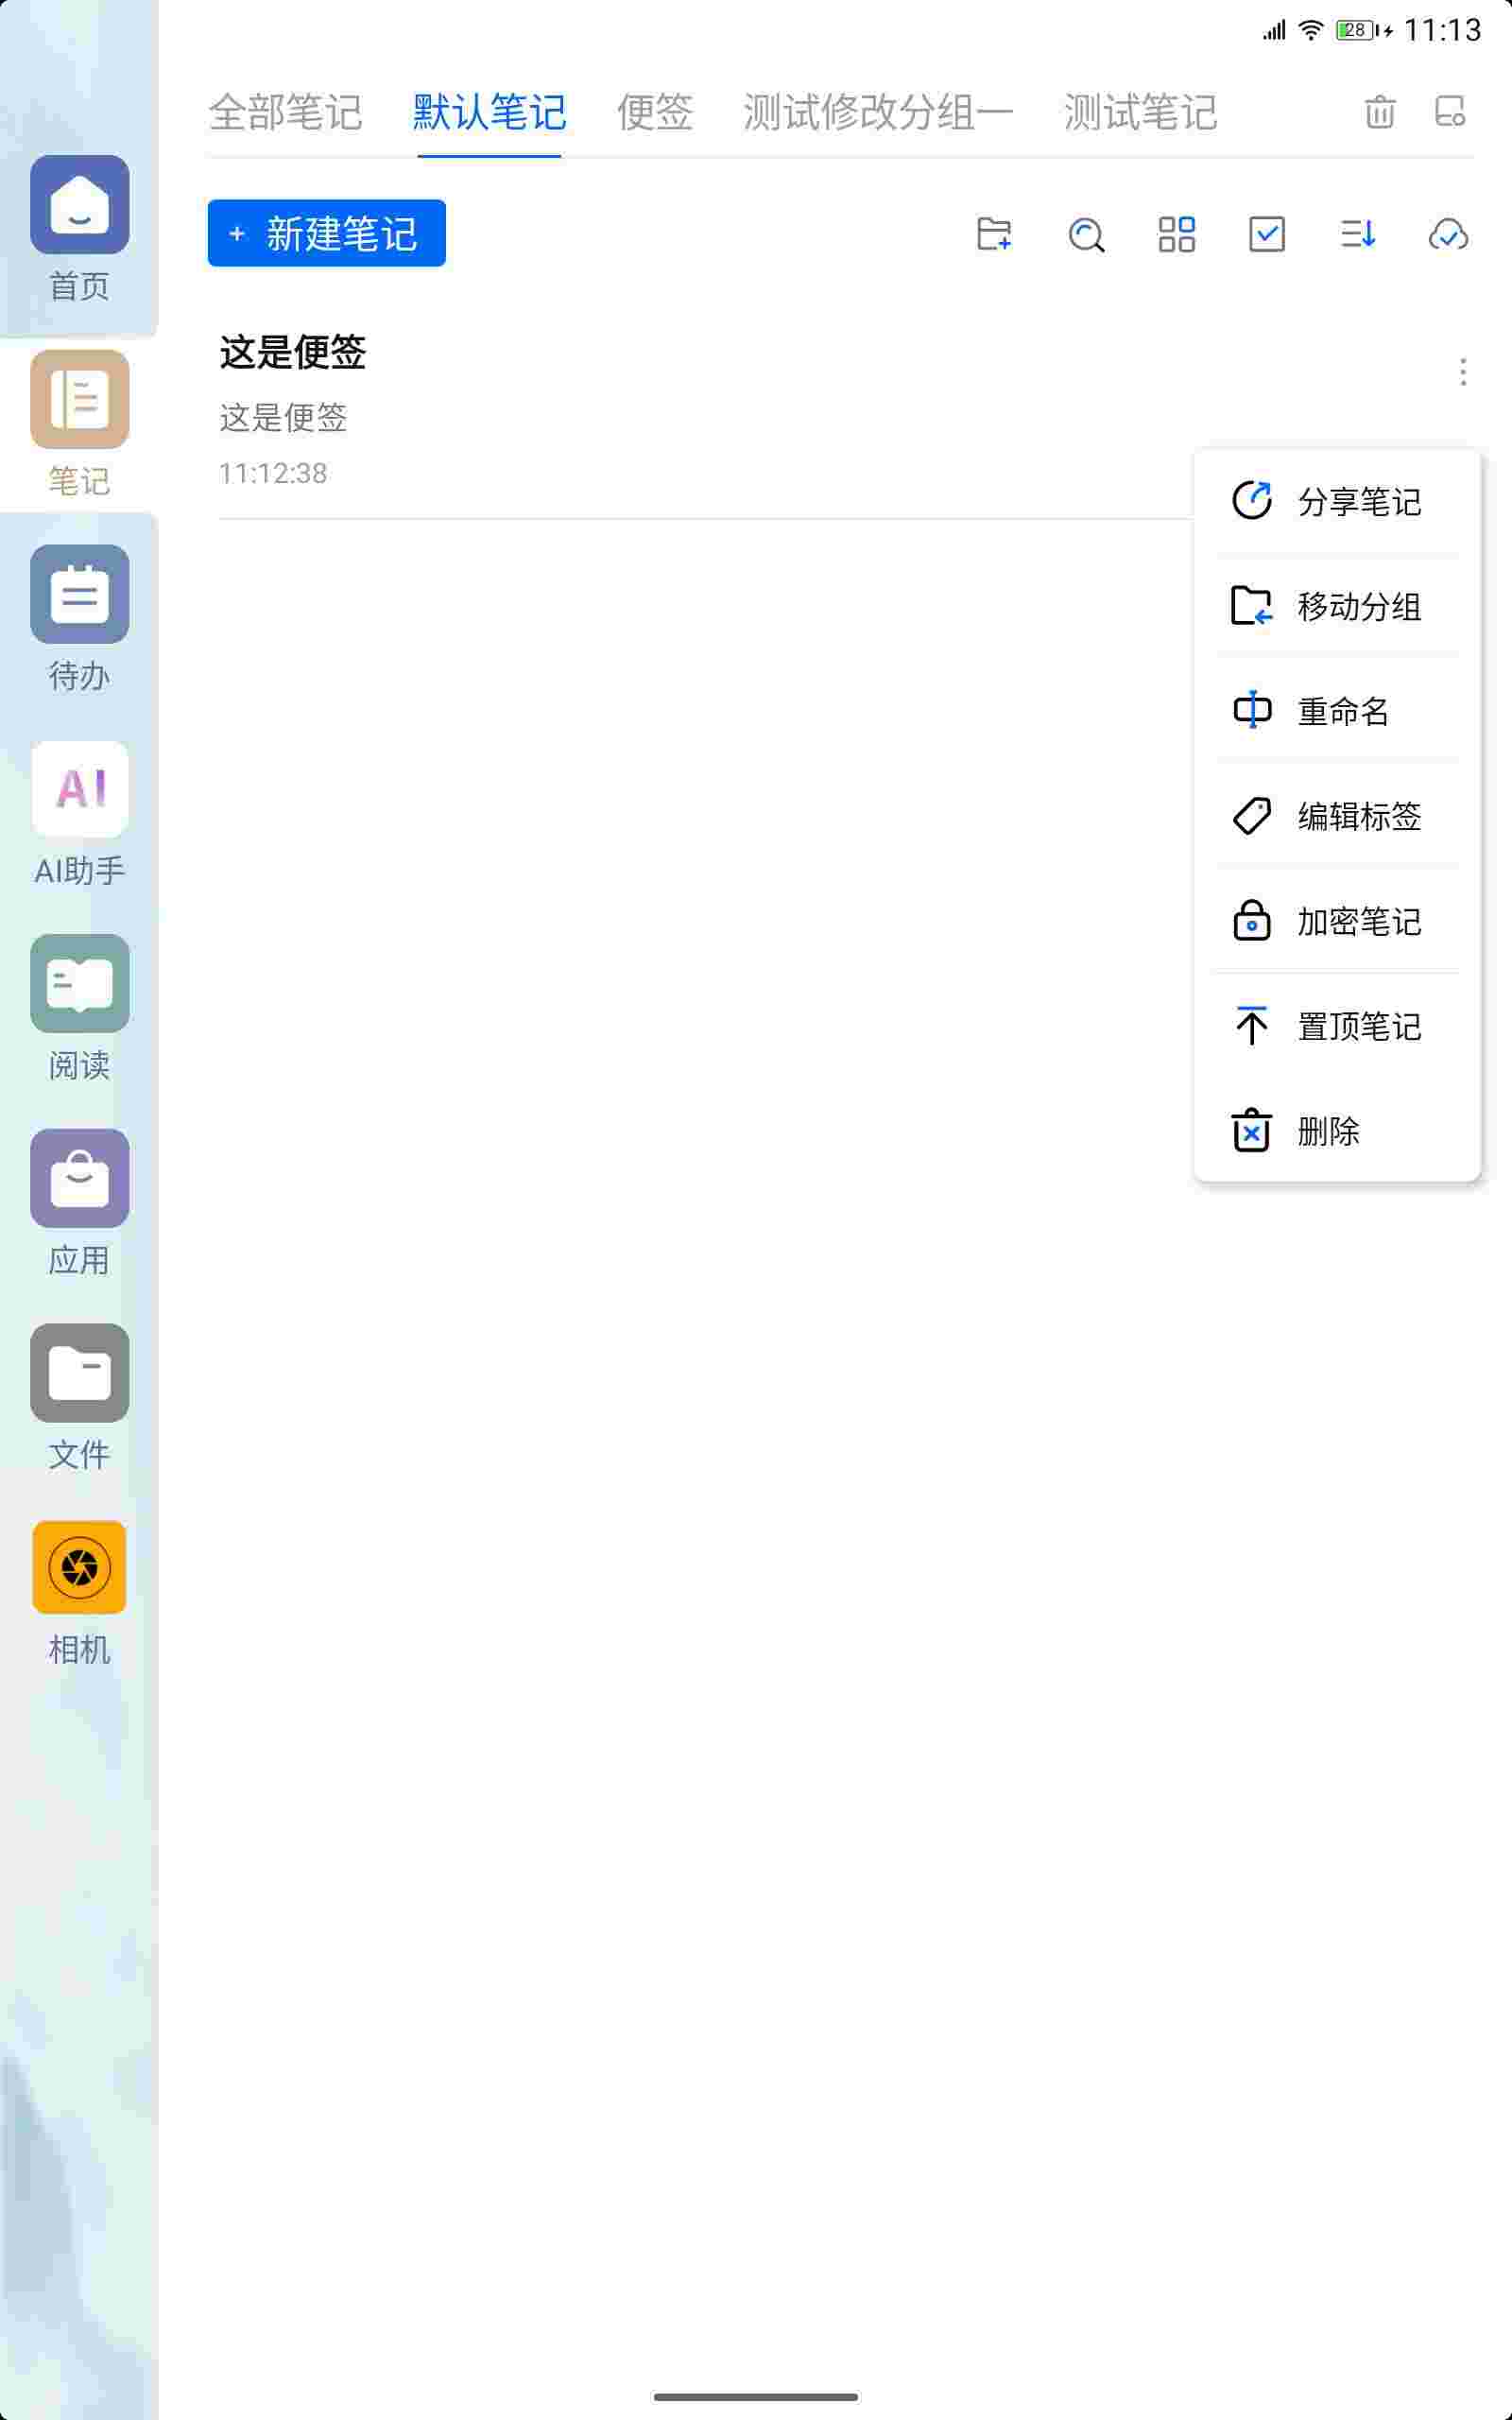 28 11:13
全部笔记 默认笔记 便签 测试修改分组一 测试笔记
+ 新建笔记
首页
笔记
待办
AI
AI助手
阅读
应用
文件
相机
这是便签
这是便签
11:12:38
分享笔记
移动分组
重命名
编辑标签
加密笔记
置顶笔记
删除